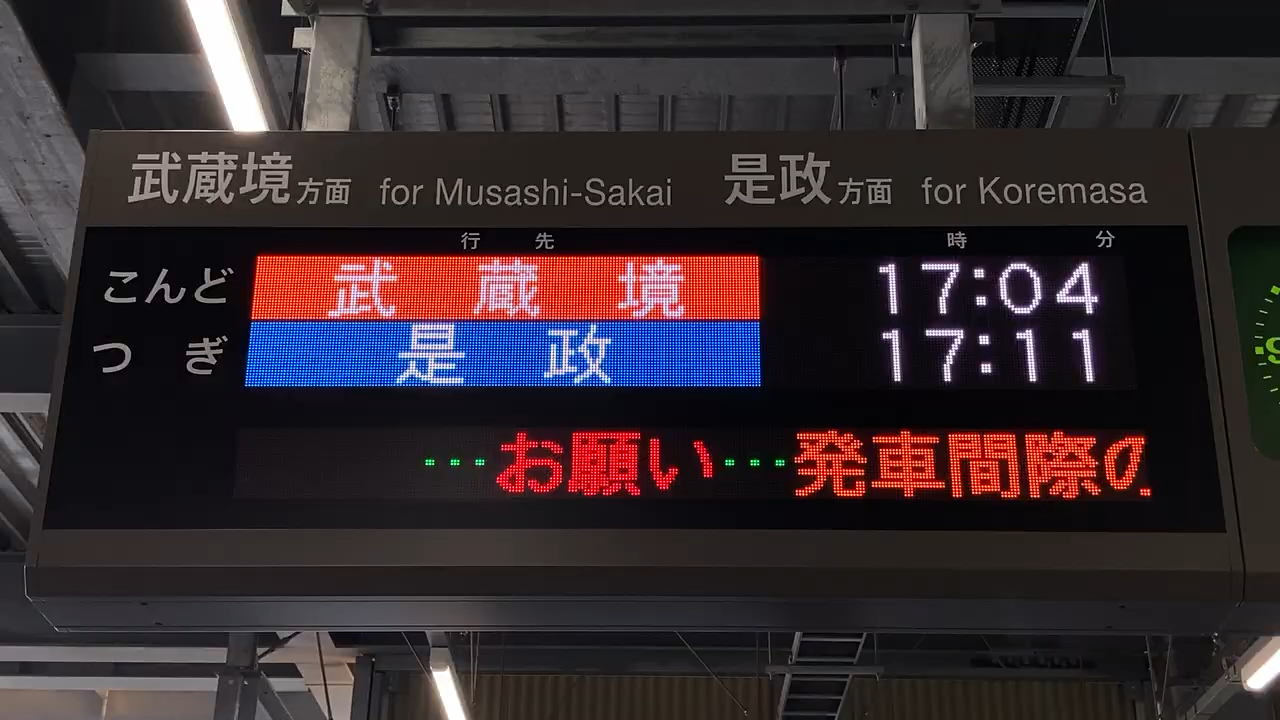 武蔵境方面 for Musashi-Sakai 是政方面 for Koremasa
行先 時 分
こんど 武蔵境 17:04
つぎ 是政 17:11
…お願い…発車間際の